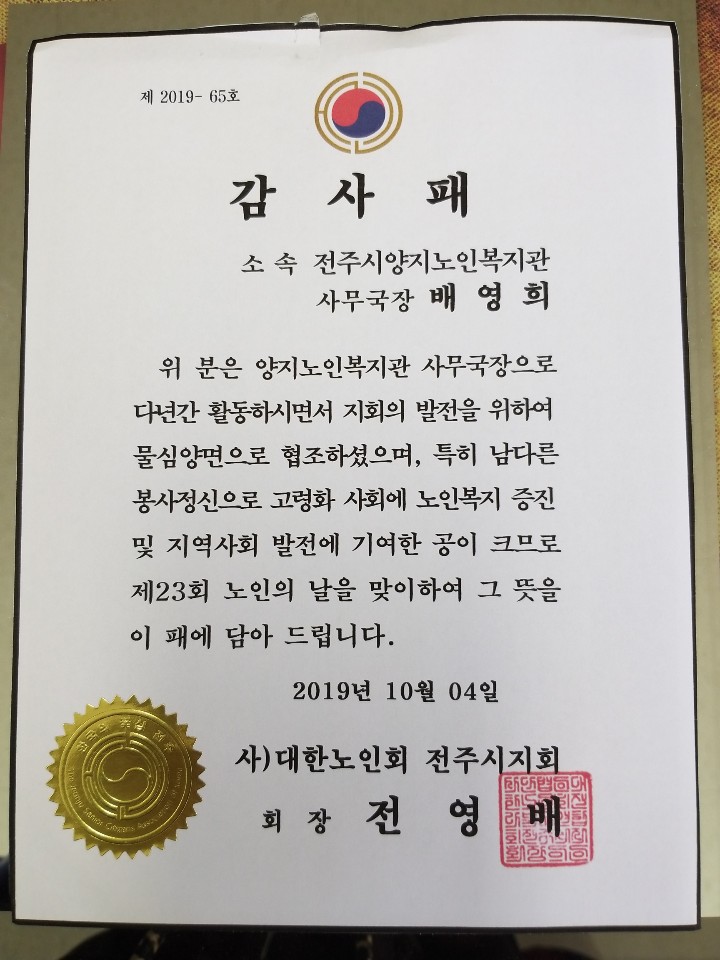 제 2019- 65호
감 사 패
소 속 전주시양지노인복지관
사무국장 배 영 희
위 분은 양지노인복지관 사무국장으로
다년간 활동하시면서 지회의 발전을 위하여
물심양면으로 협조하셨으며, 특히 남다른
봉사정신으로 고령화 사회에 노인복지 증진
및 지역사회 발전에 기여한 공이 크므로
제23회 노인의 날을 맞이하여 그 뜻을
이 패에 담아 드립니다.
2019년 10월 04일
사)대한노인회 전주시지회
회 장 전 영 배